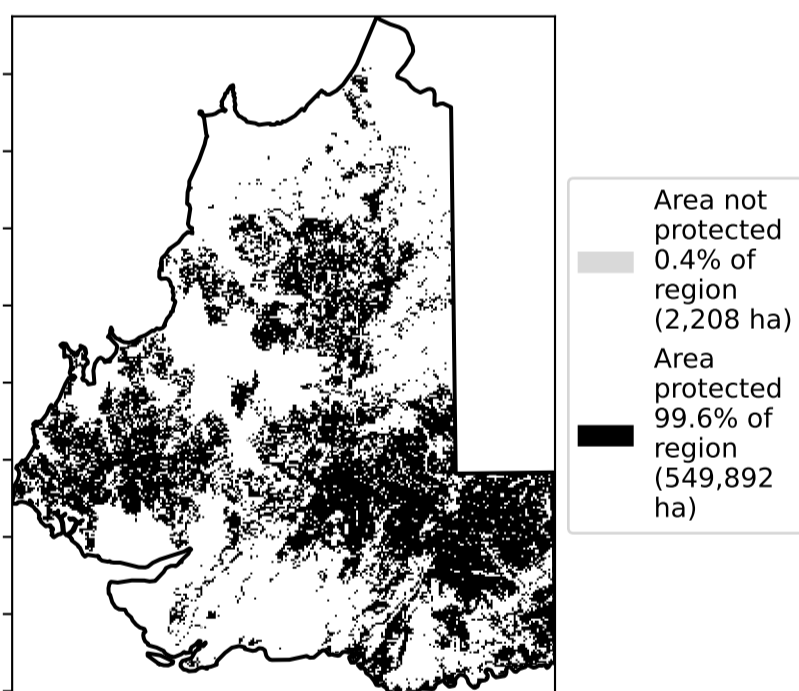 Area not
protected
0.4% of
region
(2,208 ha)
Area
protected
99.6% of
region
(549,892
ha)